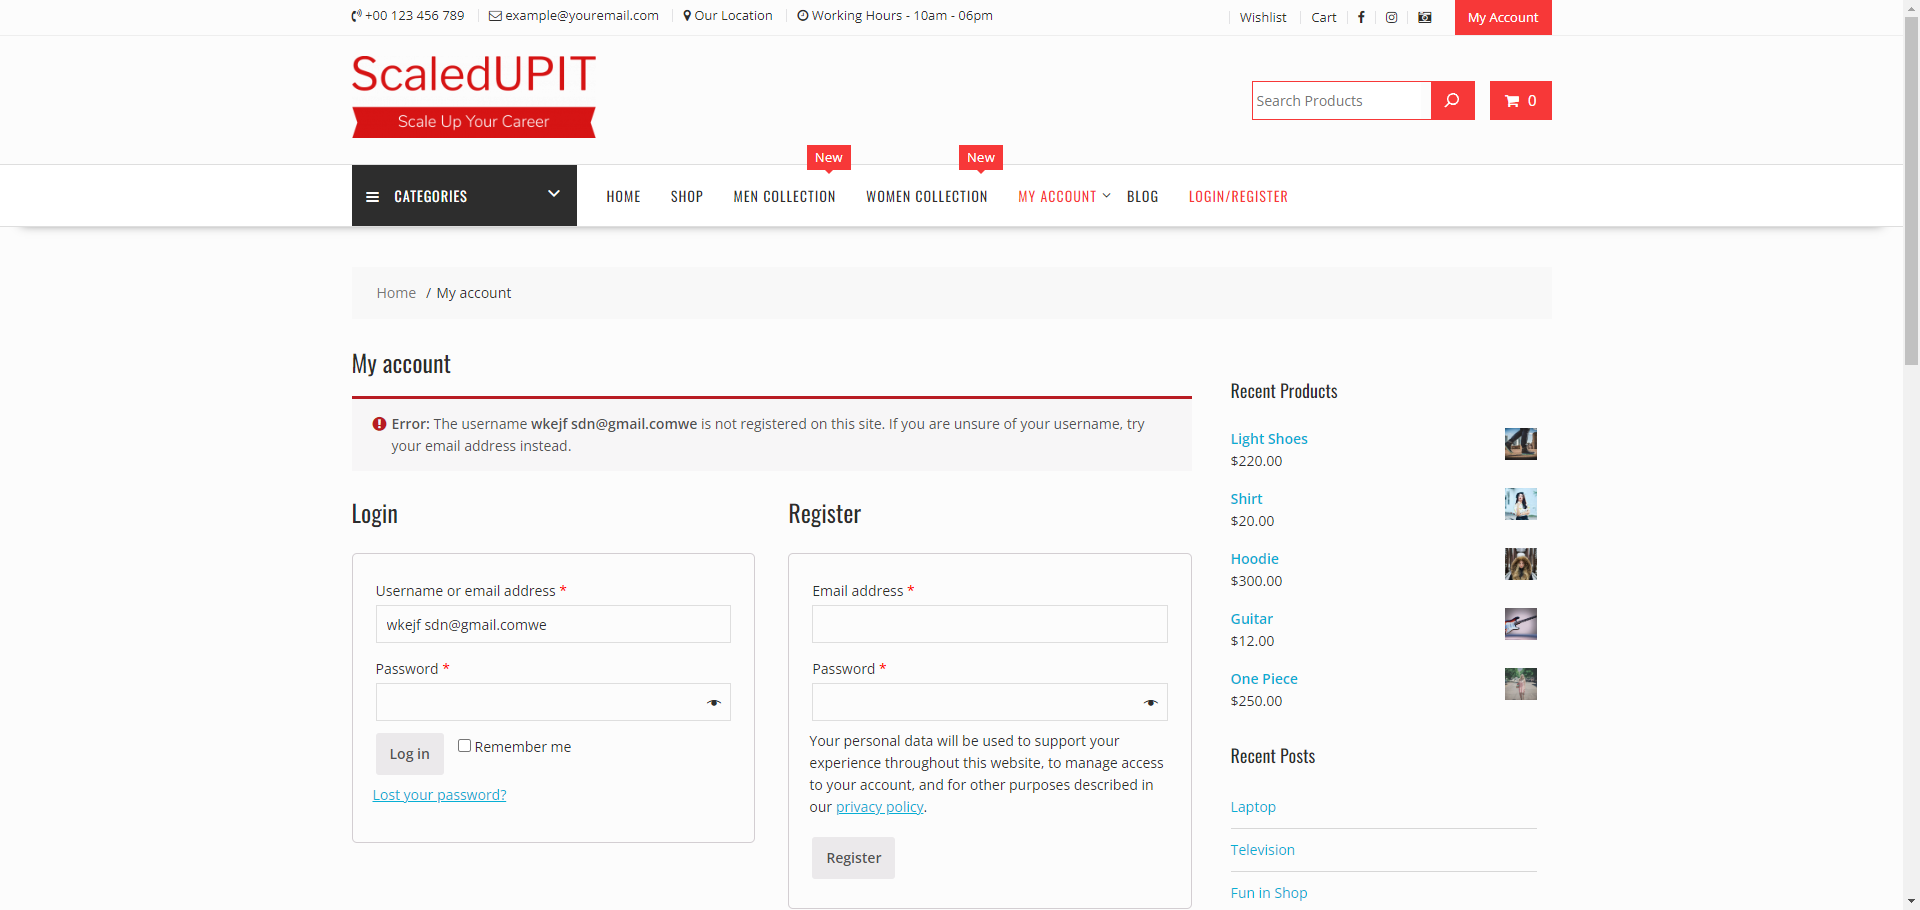 +00 123 456 789 example@youremail.com Our Location Working Hours - 10am - 06pm Wishlist Cart My Account
ScaledUPIT
Scale Up Your Career
Search Products 0
New New
CATEGORIES HOME SHOP MEN COLLECTION WOMEN COLLECTION MY ACCOUNT BLOG LOGIN/REGISTER
Home / My account
My account
Error: The username wkejf sdn@gmail.comwe is not registered on this site. If you are unsure of your username, try
your email address instead.
Login
Username or email address *
wkejf sdn@gmail.comwe
Password *
Log in Remember me
Lost your password?
Register
Email address *
Password *
Your personal data will be used to support your
experience throughout this website, to manage access
to your account, and for other purposes described in
our privacy policy.
Register
Recent Products
Light Shoes
$220.00
Shirt
$20.00
Hoodie
$300.00
Guitar
$12.00
One Piece
$250.00
Recent Posts
Laptop
Television
Fun in Shop